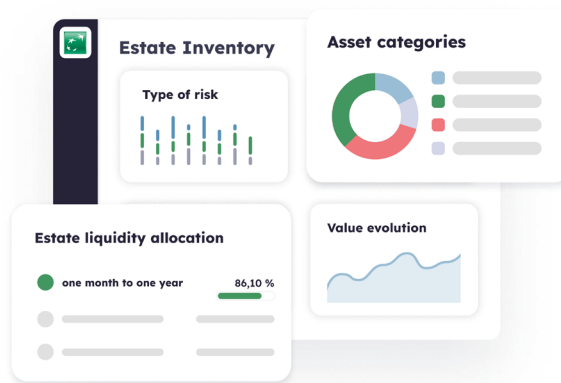 Estate Inventory
Asset categories
Type of risk
Estate liquidity allocation
one month to one year
86,10 %
Value evolution